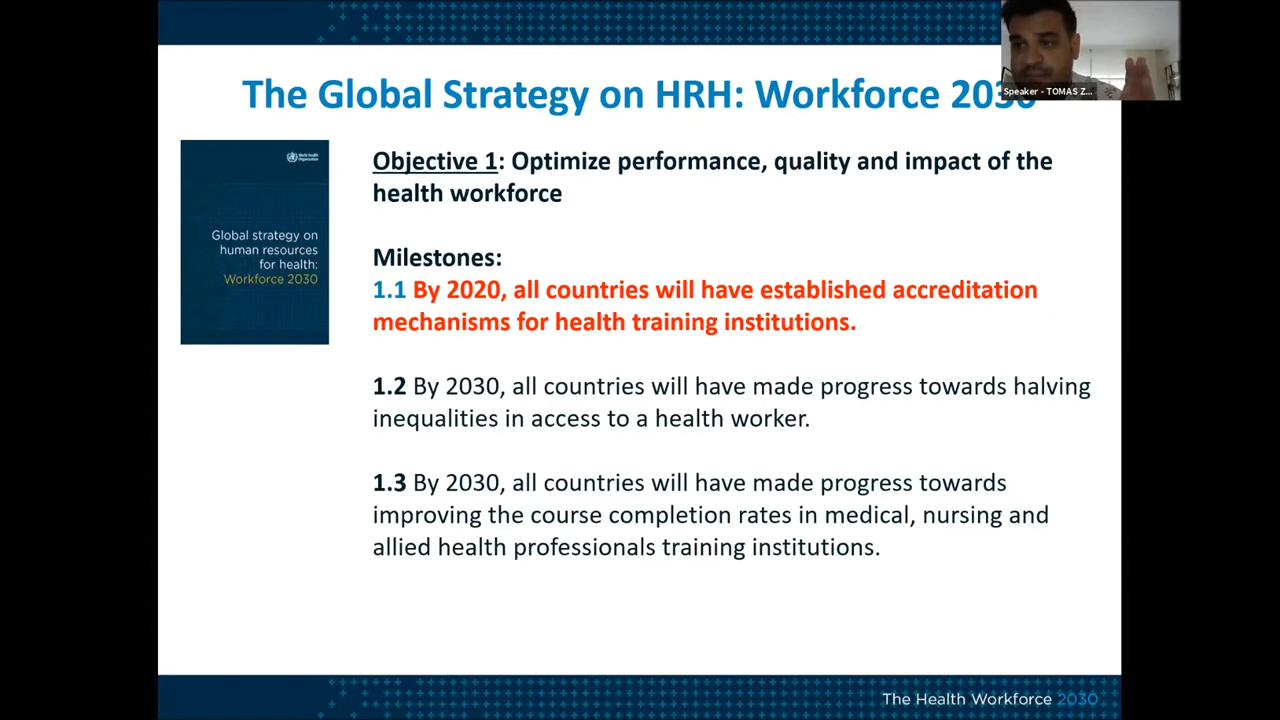 The Global Strategy on HRH: Workforce 2030
Speaker - TOMAS Z...
World Health
Organization
Global strategy on
human resources
for health:
Workforce 2030
Objective 1: Optimize performance, quality and impact of the
health workforce
Milestones:
1.1 By 2020, all countries will have established accreditation
mechanisms for health training institutions.
1.2 By 2030, all countries will have made progress towards halving
inequalities in access to a health worker.
1.3 By 2030, all countries will have made progress towards
improving the course completion rates in medical, nursing and
allied health professionals training institutions.
The Health Workforce 2030